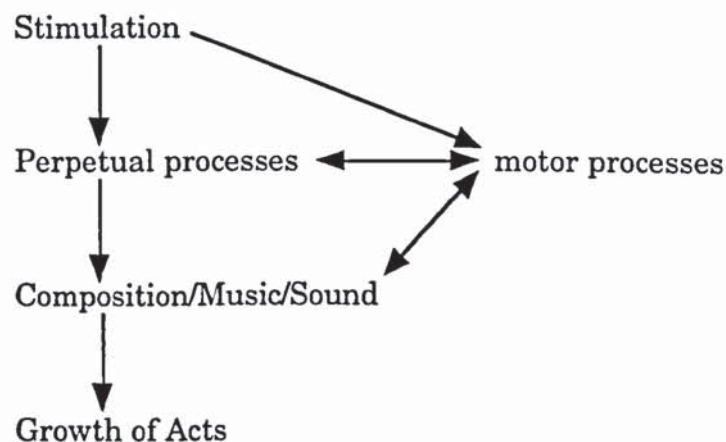 Stimulation
Perpetual processes
motor processes
Composition/Music/Sound
Growth of Acts